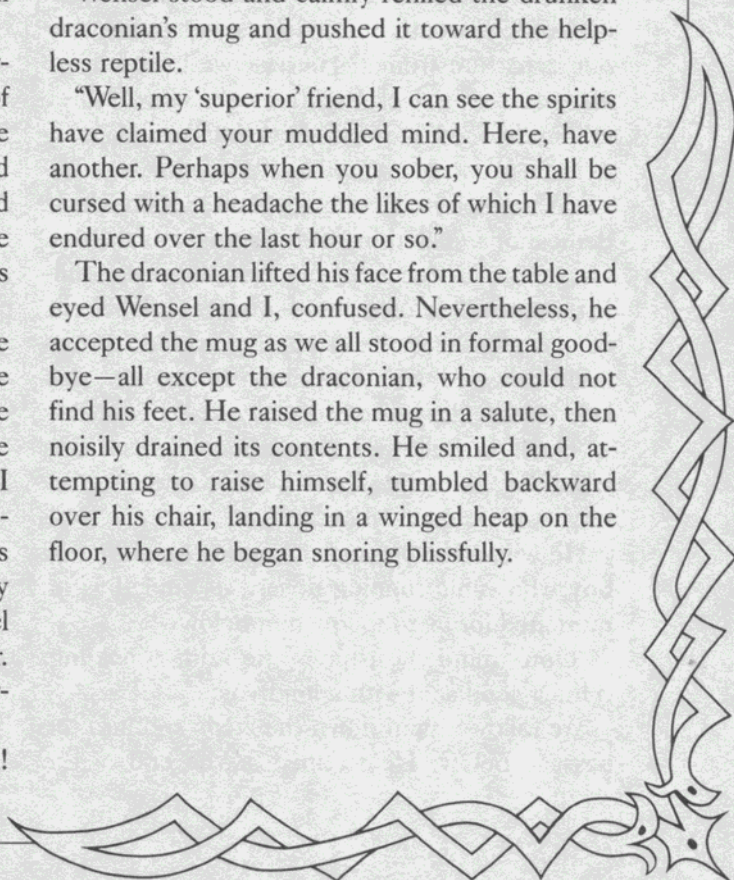 draconian's mug and pushed it toward the help-
less reptile.
"Well, my 'superior' friend, I can see the spirits
have claimed your muddled mind. Here, have
another. Perhaps when you sober, you shall be
cursed with a headache the likes of which I have
endured over the last hour or so."
The draconian lifted his face from the table and
eyed Wensel and I, confused. Nevertheless, he
accepted the mug as we all stood in formal good-
bye—all except the draconian, who could not
find his feet. He raised the mug in a salute, then
noisily drained its contents. He smiled and, at-
tempting to raise himself, tumbled backward
over his chair, landing in a winged heap on the
floor, where he began snoring blissfully.